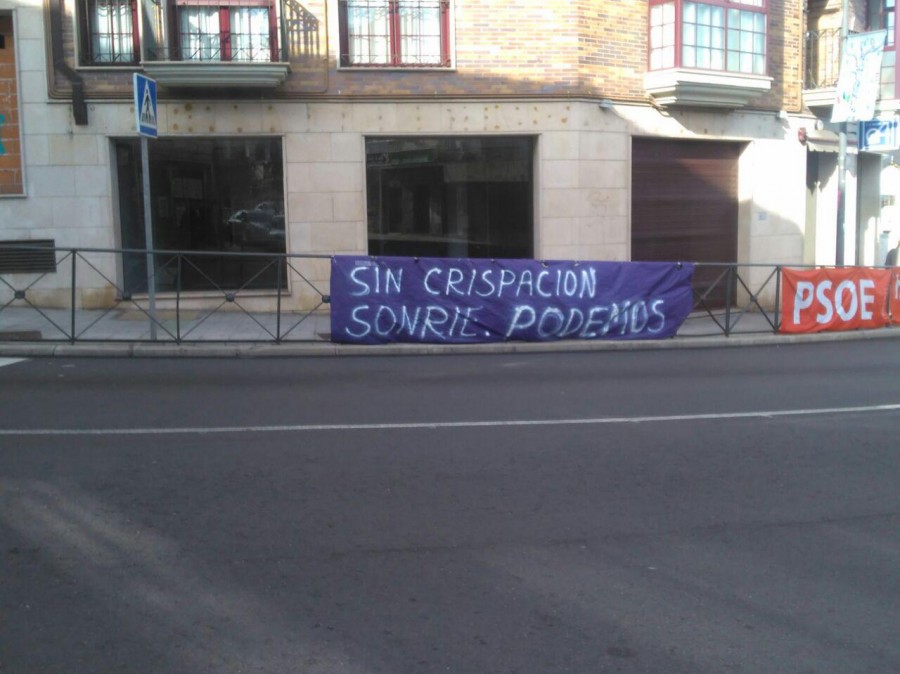 SIN CRISPACION
SONRIE. PODEMOS
PSOE